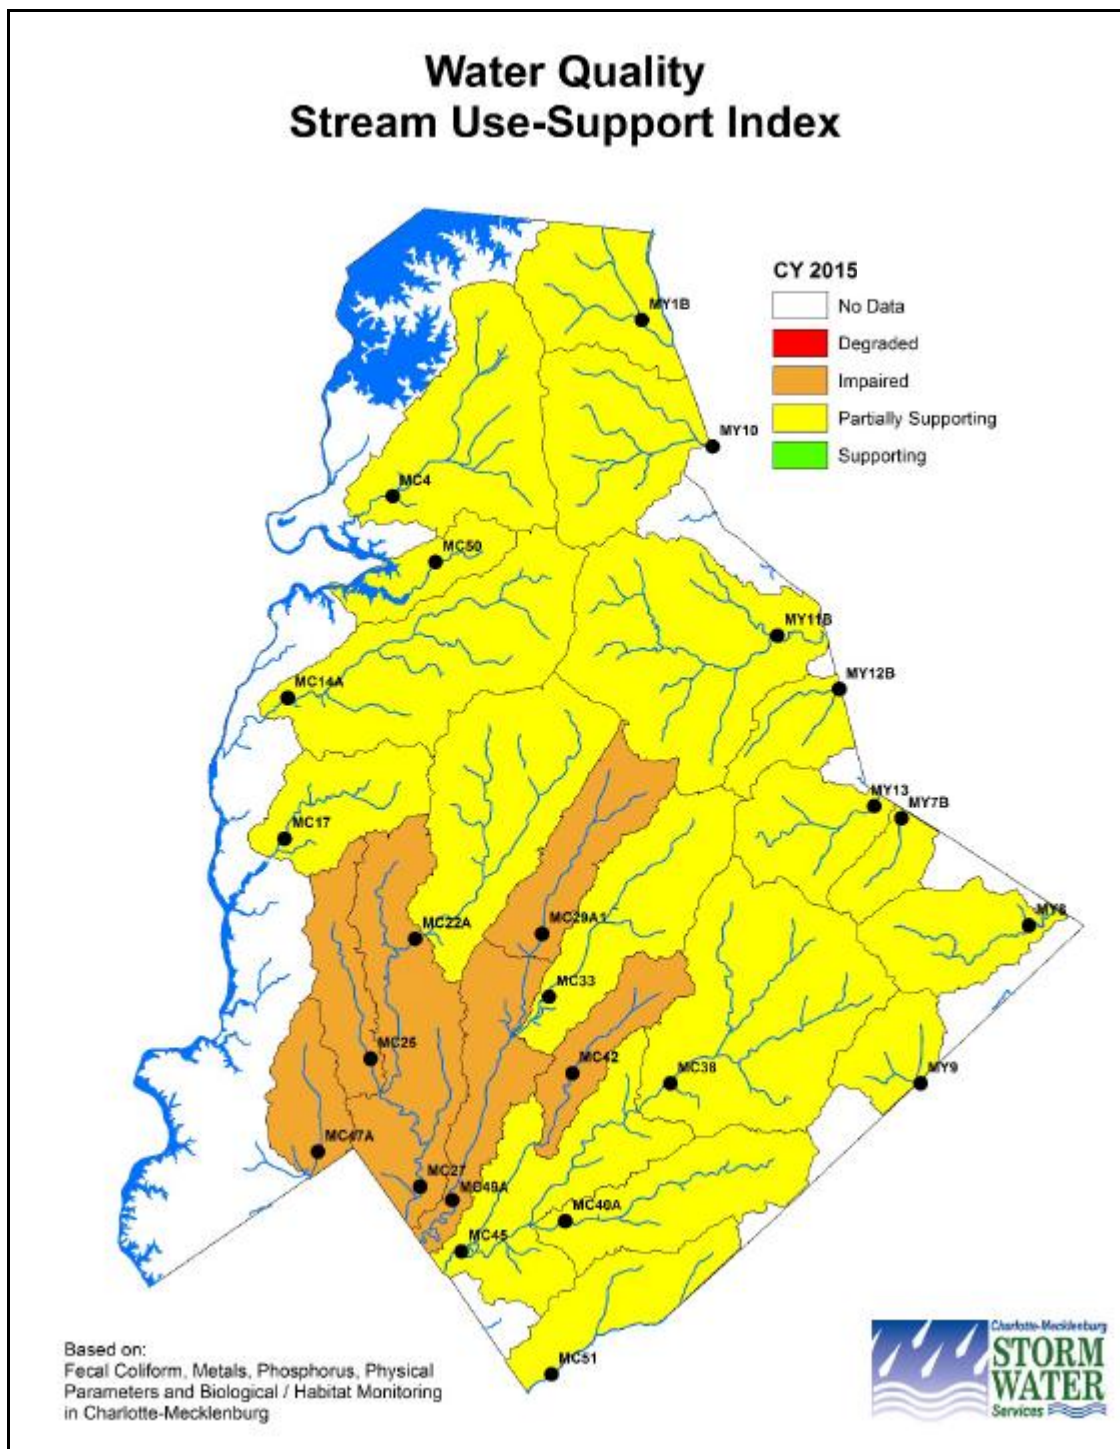 Water Quality
Stream Use-Support Index
CY 2015
No Data
Degraded
Impaired
Partially Supporting
Supporting
MY1B
MY10
MC4
MC50
MY11B
MY12B
MC14A
MY13
MY7B
MC17
MC22A
MC29A1
MY8
MC33
MC25
MC42
MC38
MY9
MC47A
MC27
MC49A
MC40A
MC45
MC51
Based on:
Fecal Coliform, Metals, Phosphorus, Physical
Parameters and Biological / Habitat Monitoring
in Charlotte-Mecklenburg
Charlotte-Mecklenburg
STORM
WATER
Services